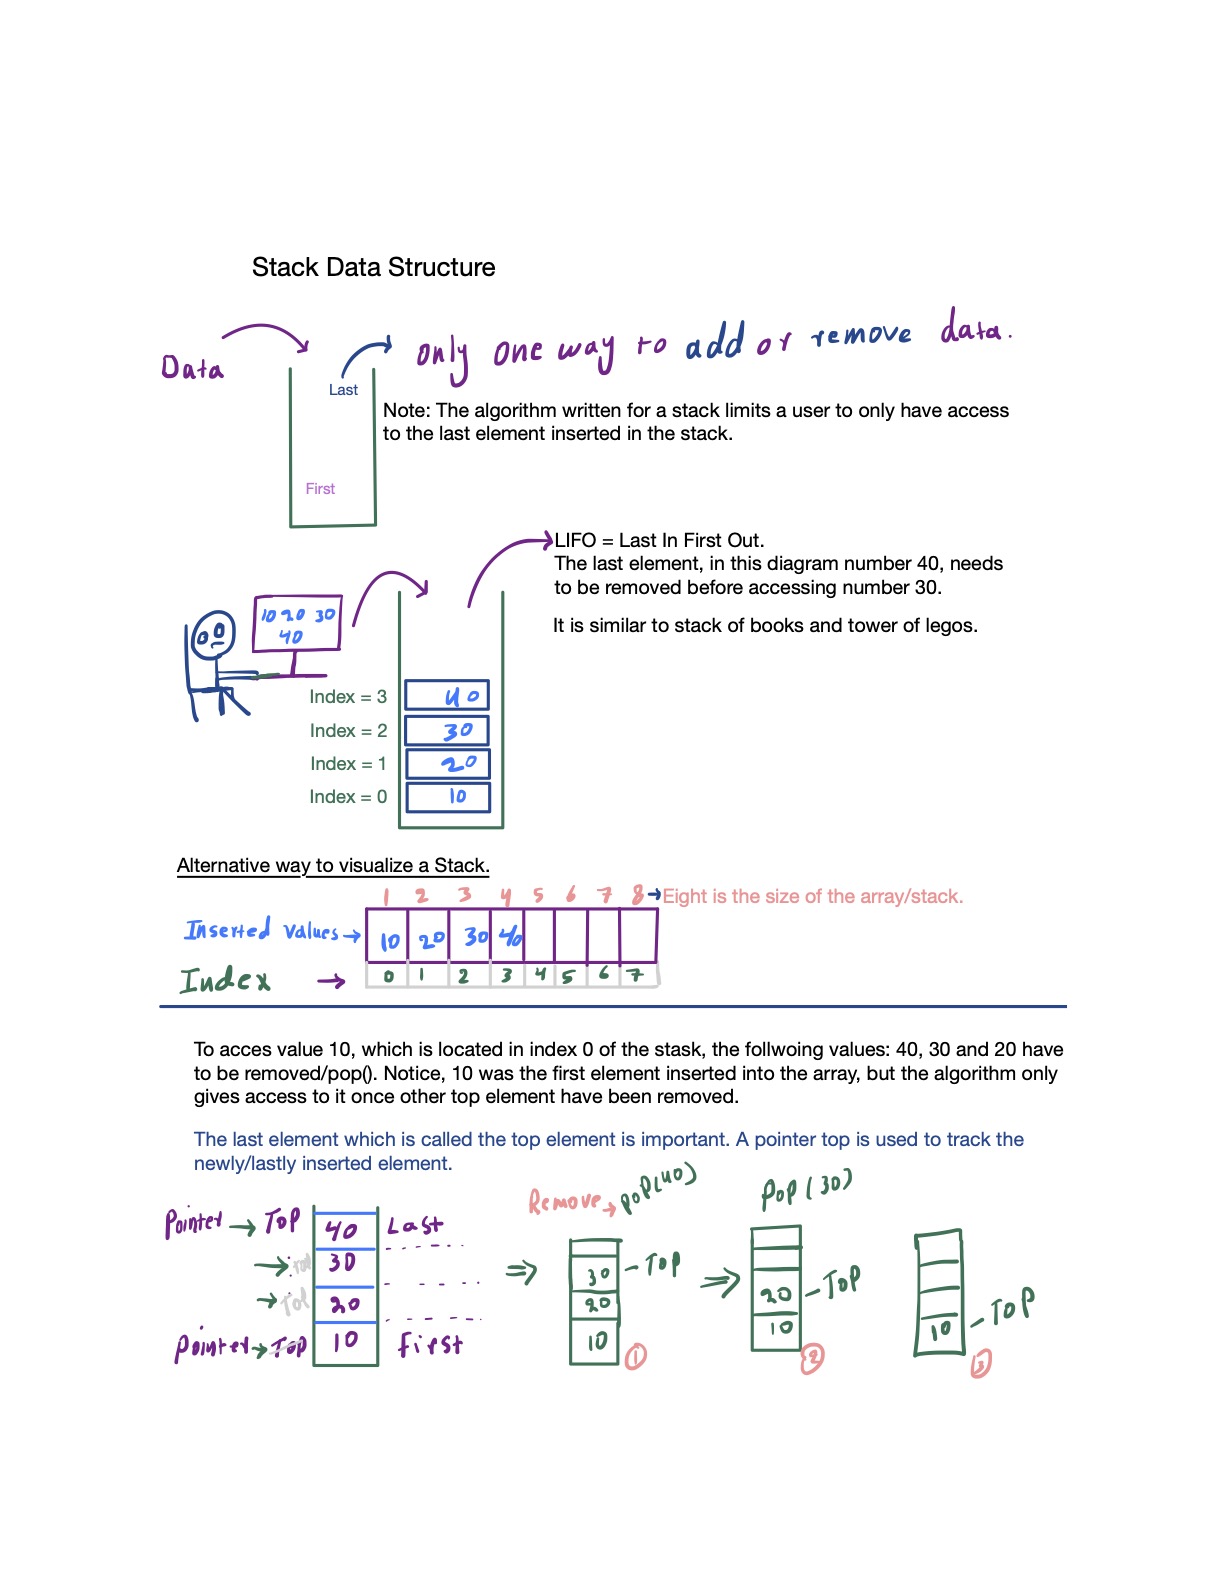 Stack Data Structure
Data
only one way to add or remove data.
Last
Note: The algorithm written for a stack limits a user to only have access
to the last element inserted in the stack.
First
LIFO = Last In First Out.
The last element, in this diagram number 40, needs
to be removed before accessing number 30.
It is similar to stack of books and tower of legos.
10 20 30
40
Index = 3 40
Index = 2 30
Index = 1 20
Index = 0 10
Alternative way to visualize a Stack.
1 2 3 4 5 6 7 8 Eight is the size of the array/stack.
Inserted values 10 20 30 40
Index 0 1 2 3 4 5 6 7
To acces value 10, which is located in index 0 of the stask, the follwoing values: 40, 30 and 20 have
to be removed/pop(). Notice, 10 was the first element inserted into the array, but the algorithm only
gives access to it once other top element have been removed.
The last element which is called the top element is important. A pointer top is used to track the
newly/lastly inserted element.
Pointer Top 40 Last
30
20
Pointer Top 10 first
Remove pop(40)
30 - Top
20
10
1
Pop(30)
20 - Top
10
2
10 - Top
3